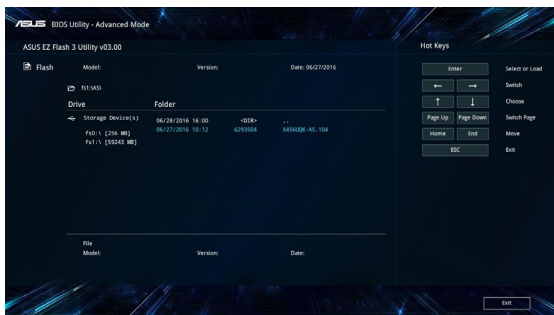 ASUS BIOS Utility - Advanced Mode
ASUS EZ Flash 3 Utility v03.00
Flash Model: Version: Date: 06/27/2016
fs1:\AS\
Drive Folder
Storage Device(s) 06/28/2016 16:00 <DIR> ..
fs0:\ [256 MB] 06/27/2016 10:12 6293504 X456UQK-AS.104
fs1:\ [59243 MB]
File
Model: Version: Date:
Hot Keys
Enter Select or Load
← → Switch
↑ ↓ Choose
Page Up Page Down Switch Page
Home End Move
ESC Exit
Exit